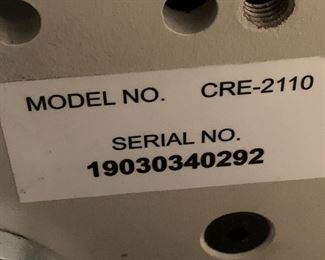 MODEL NO. CRE-2110
SERIAL NO.
19030340292